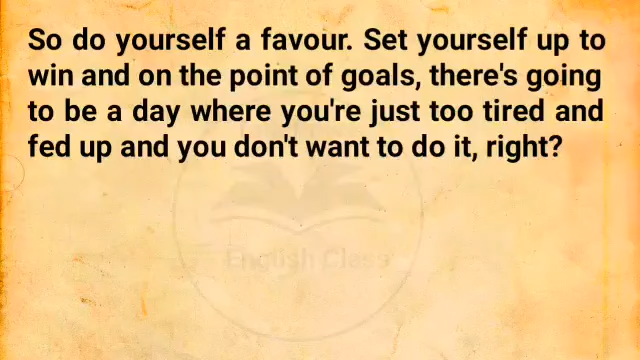 So do yourself a favour. Set yourself up to
win and on the point of goals, there's going
to be a day where you're just too tired and
fed up and you don't want to do it, right?
English Class